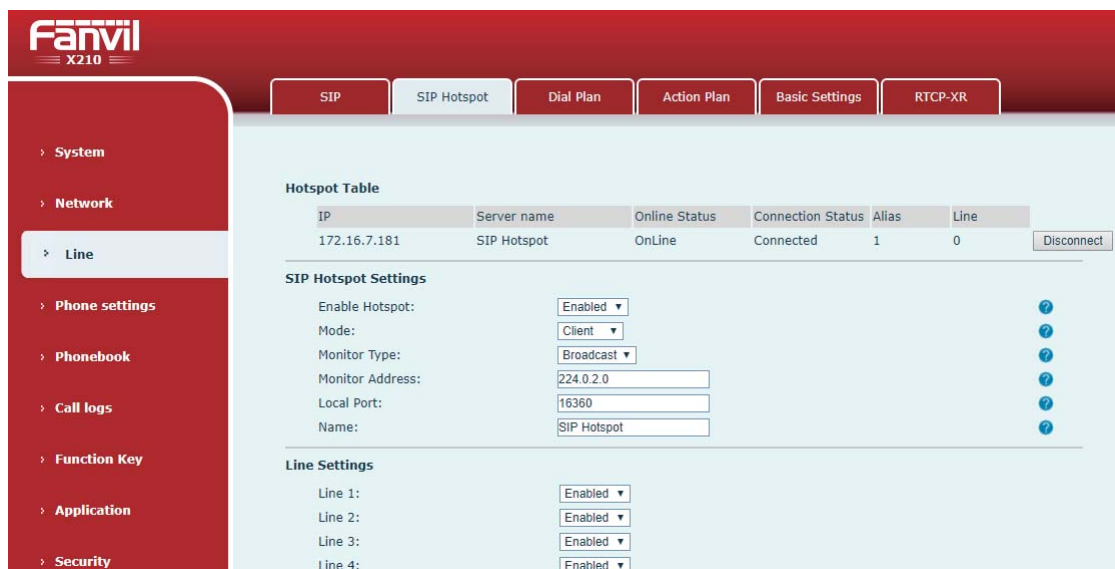 Fanvil
X210
SIP
SIP Hotspot
Dial Plan
Action Plan
Basic Settings
RTCP-XR
› System
› Network
› Line
› Phone settings
› Phonebook
› Call logs
› Function Key
› Application
› Security
Hotspot Table
IP Server name Online Status Connection Status Alias Line
172.16.7.181 SIP Hotspot OnLine Connected 1 0 Disconnect
SIP Hotspot Settings
Enable Hotspot: Enabled ▼ ?
Mode: Client ▼ ?
Monitor Type: Broadcast ▼ ?
Monitor Address: 224.0.2.0 ?
Local Port: 16360 ?
Name: SIP Hotspot ?
Line Settings
Line 1: Enabled ▼
Line 2: Enabled ▼
Line 3: Enabled ▼
Line 4: Enabled ▼